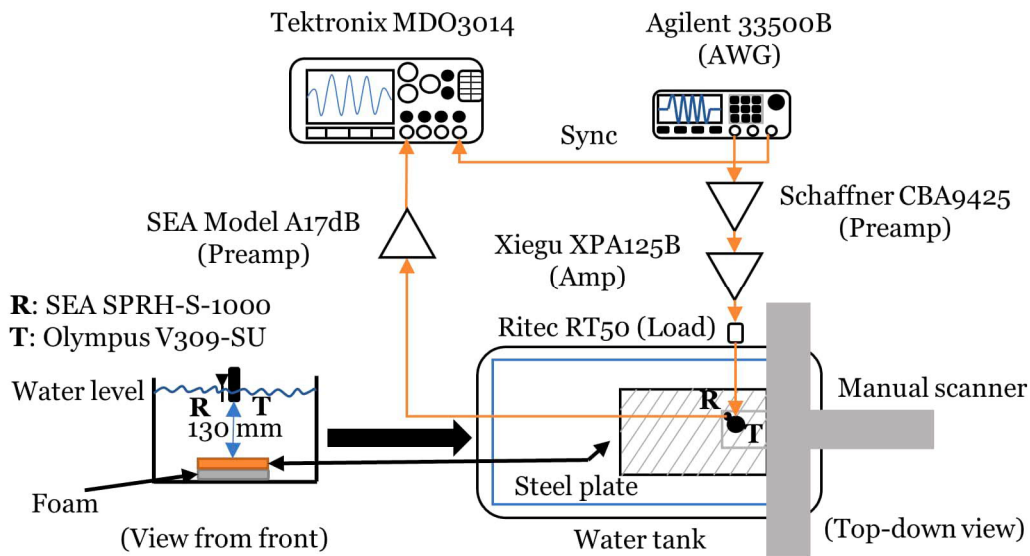 Tektronix MDO3014
Agilent 33500B
(AWG)
Sync
SEA Model A17dB
(Preamp)
Schaffner CBA9425
(Preamp)
Xiegu XPA125B
(Amp)
R: SEA SPRH-S-1000
T: Olympus V309-SU
Ritec RT50 (Load)
Water level
R T
130 mm
R
T
Manual scanner
Foam
Steel plate
(View from front)
Water tank
(Top-down view)